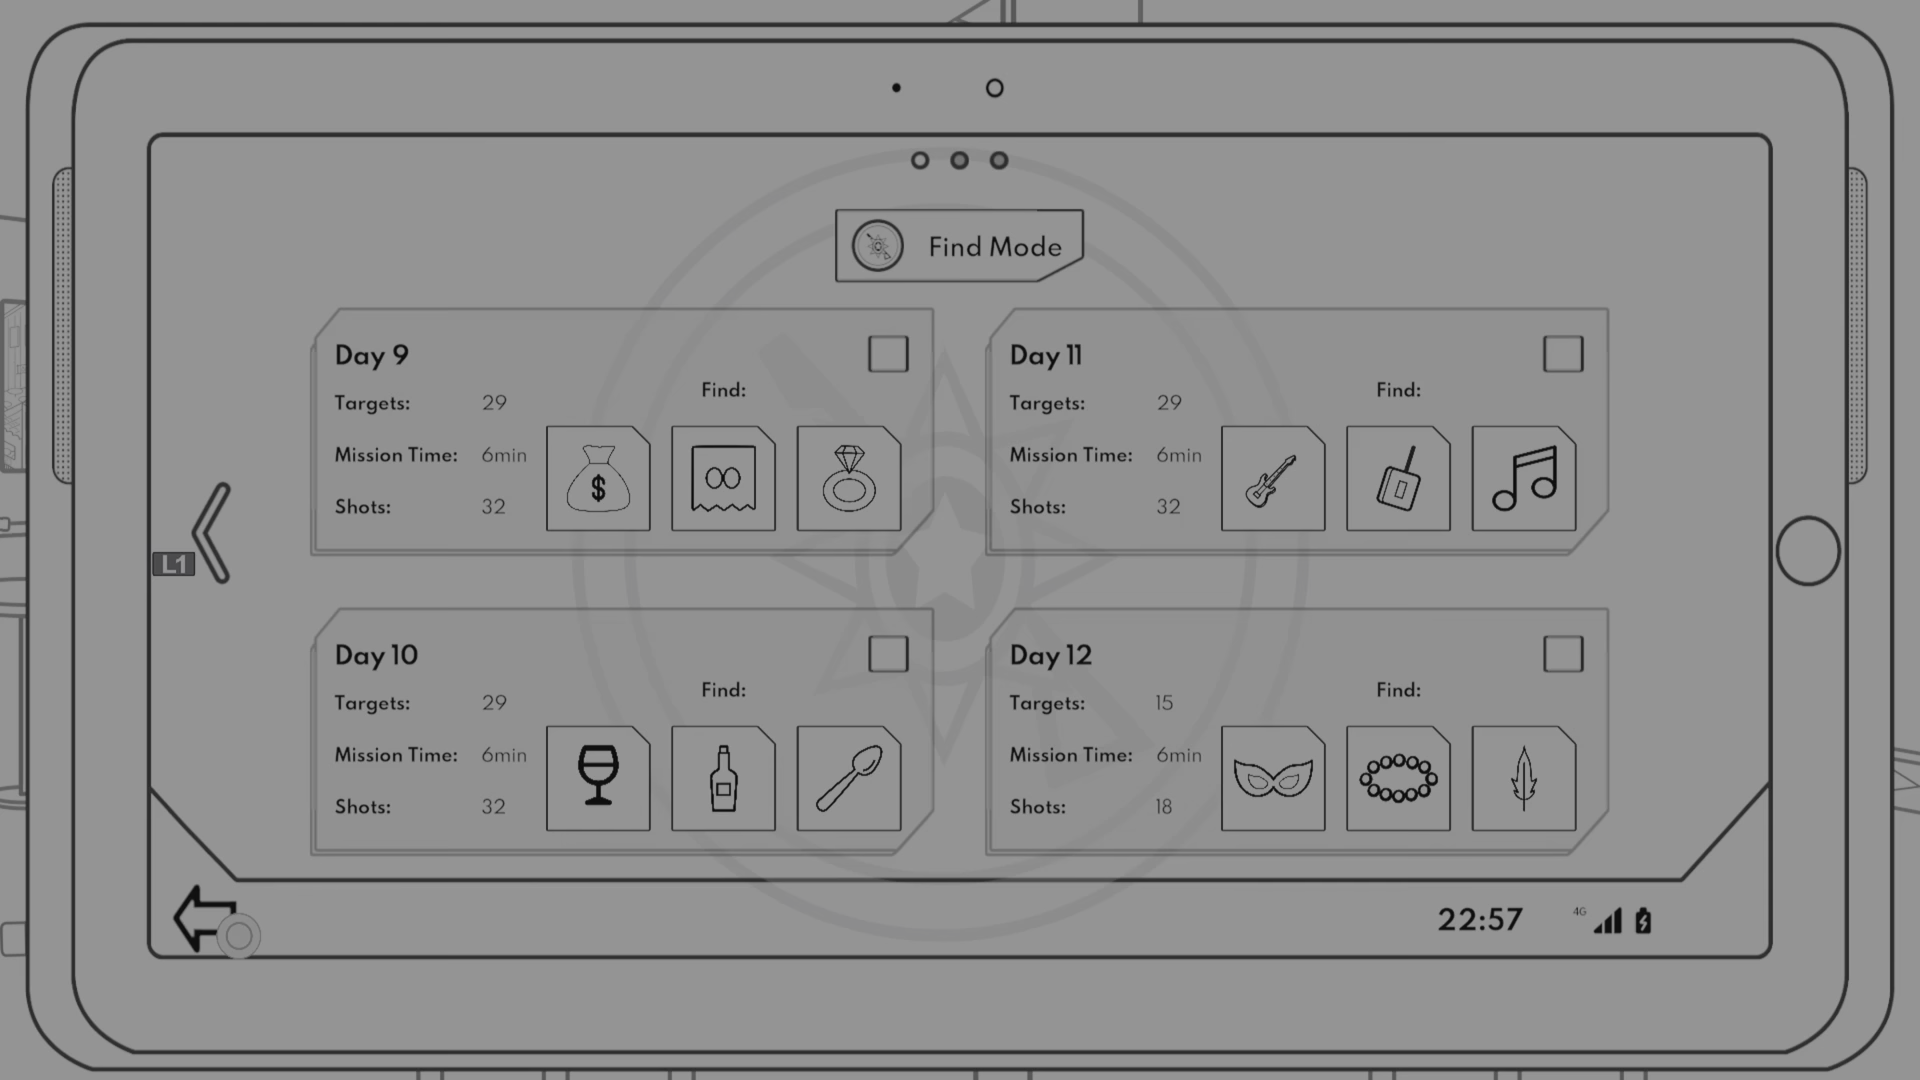 Find Mode
Day 9
Find:
Targets: 29
Mission Time: 6min
Shots: 32
$
Day 11
Find:
Targets: 29
Mission Time: 6min
Shots: 32
L1
Day 10
Find:
Targets: 29
Mission Time: 6min
Shots: 32
Day 12
Find:
Targets: 15
Mission Time: 6min
Shots: 18
22:57
4G